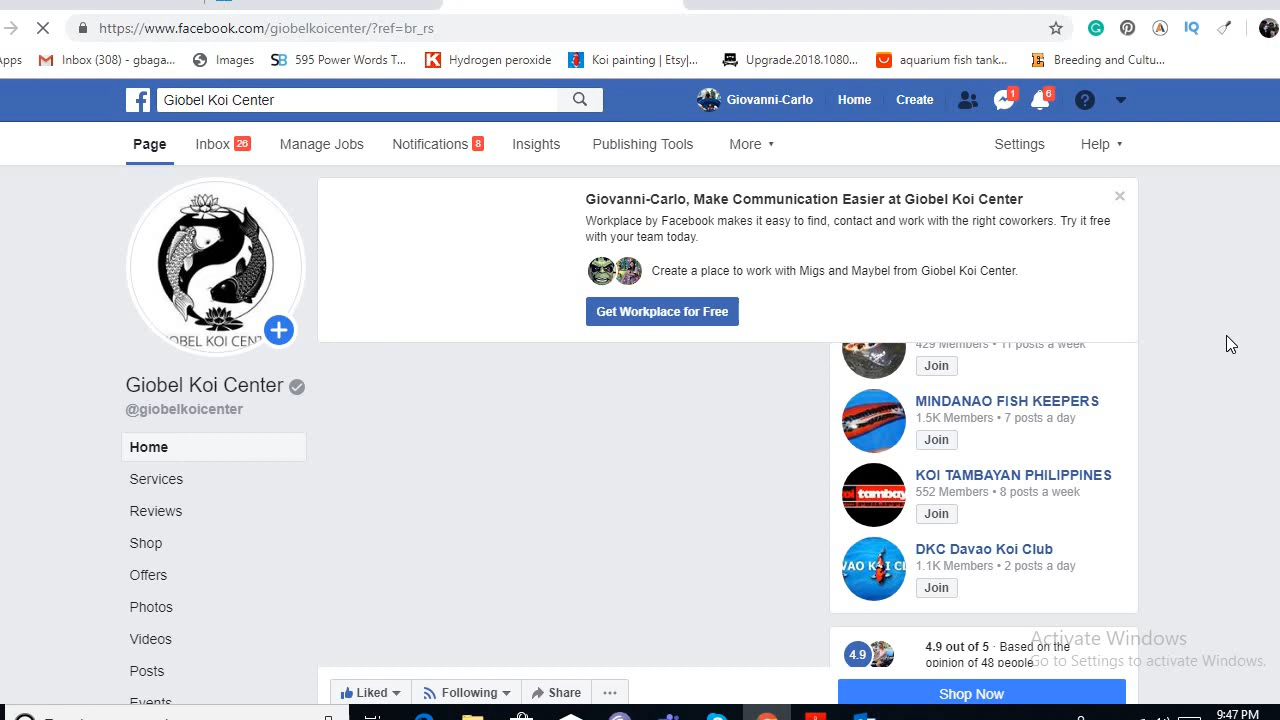 https://www.facebook.com/giobelkoicenter/?ref=br_rs
Inbox (308) - gbaga...
Images
595 Power Words T...
Hydrogen peroxide
Koi painting | Etsy|...
Upgrade.2018.1080...
aquarium fish tank...
Breeding and Cultu...
Giobel Koi Center
Giovanni-Carlo
Home
Create
1
6
Page
Inbox 26
Manage Jobs
Notifications 8
Insights
Publishing Tools
More
Settings
Help
Giovanni-Carlo, Make Communication Easier at Giobel Koi Center
Workplace by Facebook makes it easy to find, contact and work with the right coworkers. Try it free
with your team today.
Create a place to work with Migs and Maybel from Giobel Koi Center.
Get Workplace for Free
OBEL KOI CEN
Giobel Koi Center
@giobelkoicenter
Home
Services
Reviews
Shop
Offers
Photos
Videos
Posts
Events
429 Members • 11 posts a week
Join
MINDANAO FISH KEEPERS
1.5K Members • 7 posts a day
Join
KOI TAMBAYAN PHILIPPINES
552 Members • 8 posts a week
Join
DKC Davao Koi Club
1.1K Members • 2 posts a day
Join
4.9
4.9 out of 5 · Based on the
opinion of 48 people
Activate Windows
Go to Settings to activate Windows.
Liked
Following
Share
Shop Now
9:47 PM